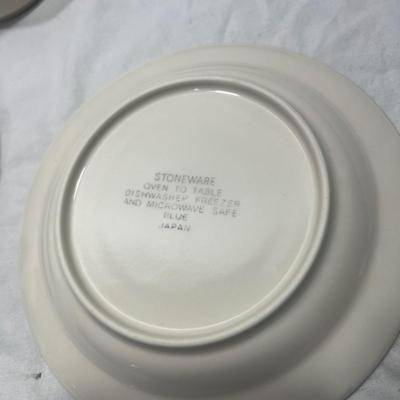 STONEWARE
OVEN TO TABLE
DISHWASHER FREEZER
AND MICROWAVE SAFE
BLUE
JAPAN